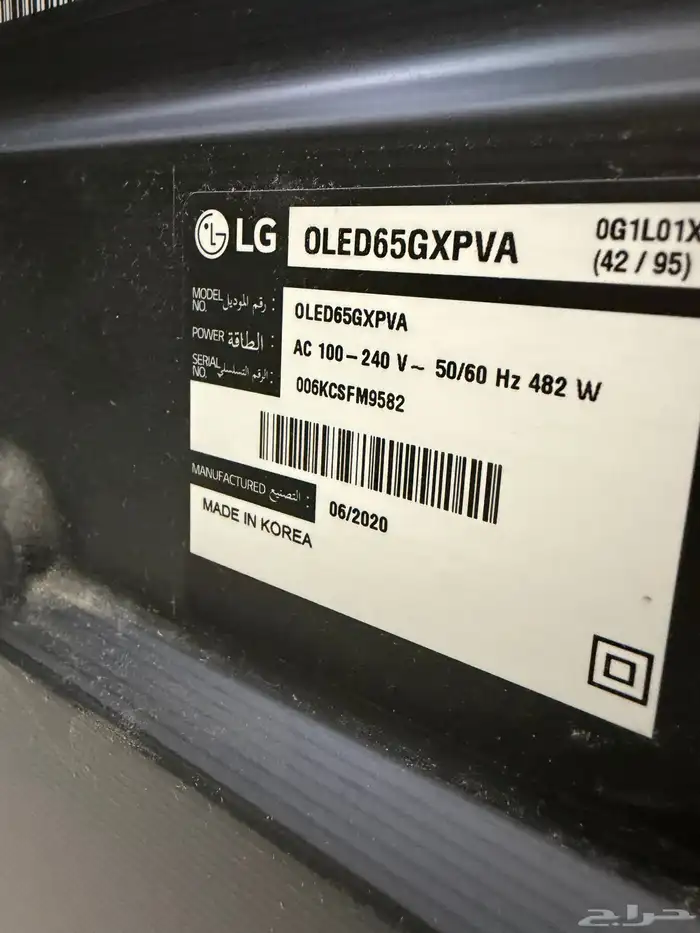 LG OLED65GXPVA 0G1L01X
(42 / 95)
MODEL NO. رقم الموديل : OLED65GXPVA
POWER الطاقة : AC 100-240 V~ 50/60 Hz 482 W
SERIAL NO. الرقم التسلسلي : 006KCSFM9582
MANUFACTURED التصنيع : 06/2020
MADE IN KOREA
حراج